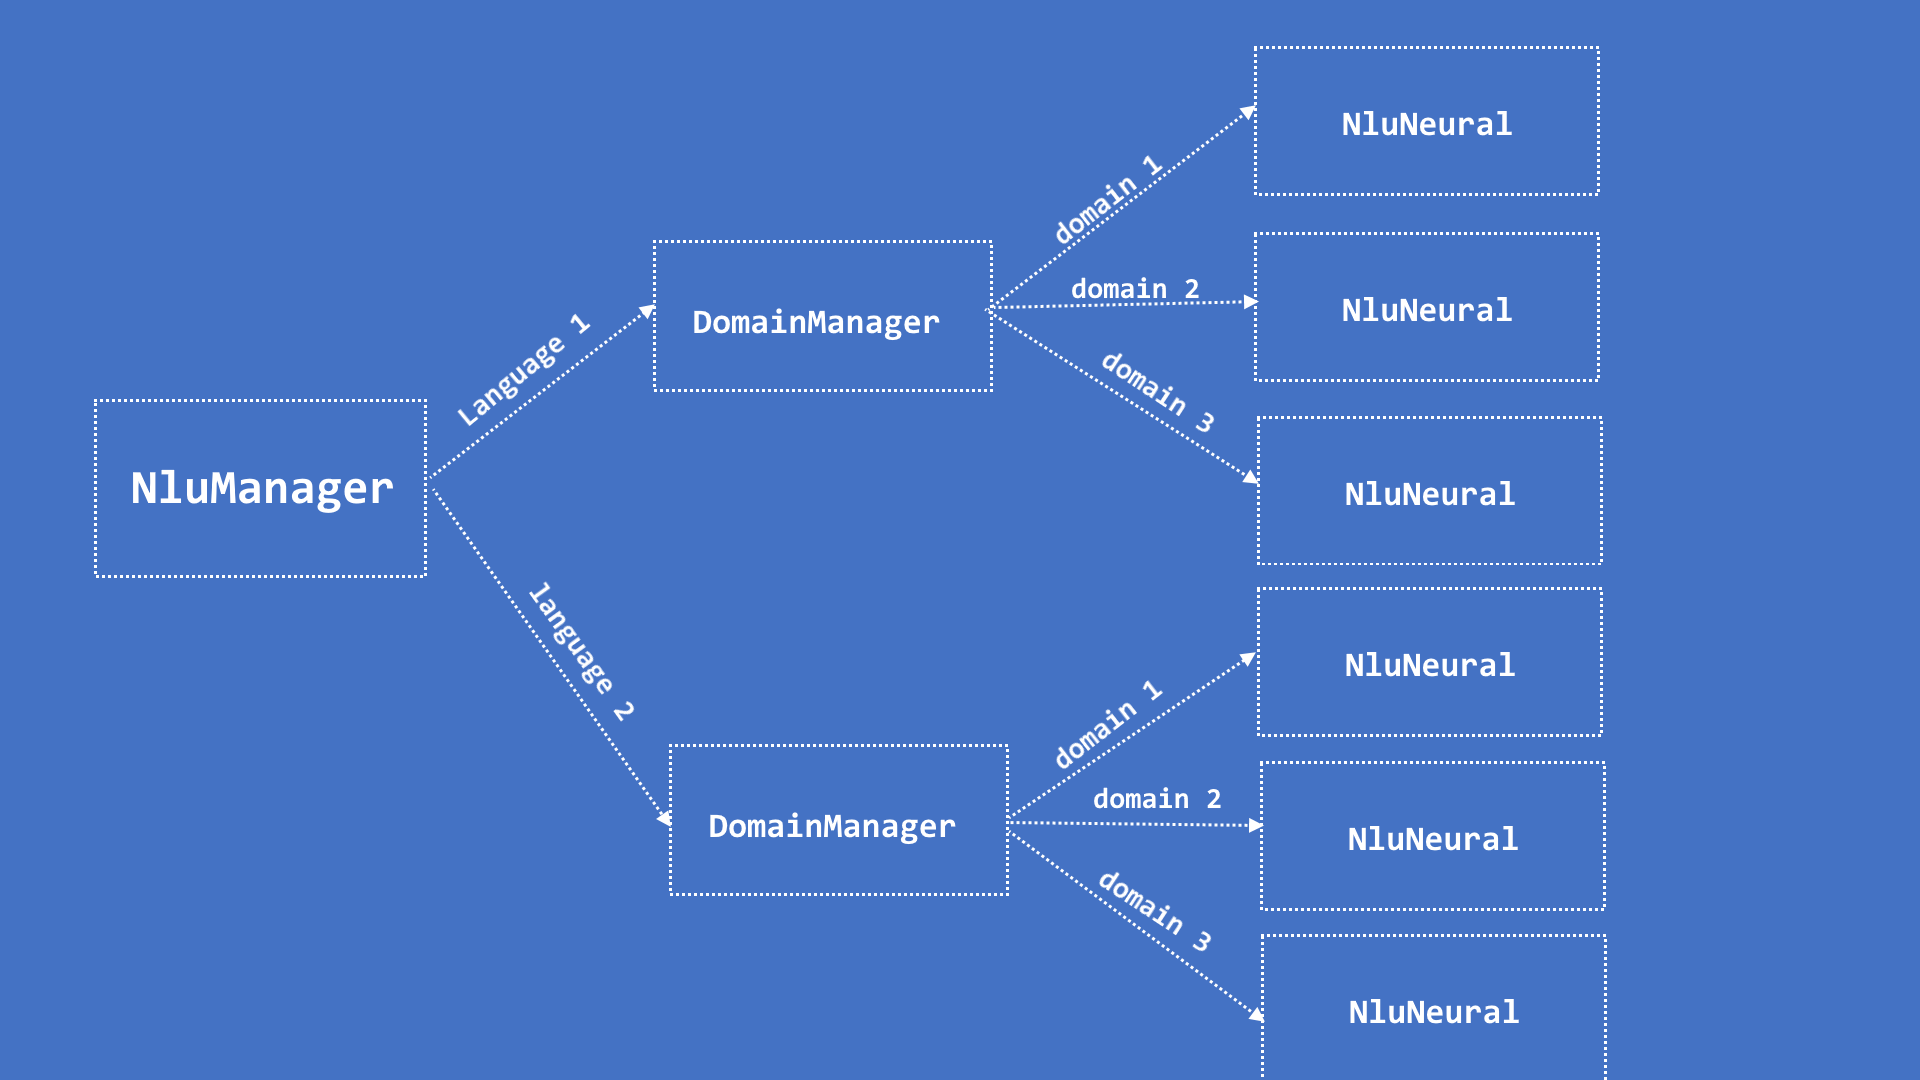 NluManager
Language 1
language 2
DomainManager
domain 1
domain 2
domain 3
NluNeural
NluNeural
NluNeural
DomainManager
domain 1
domain 2
domain 3
NluNeural
NluNeural
NluNeural